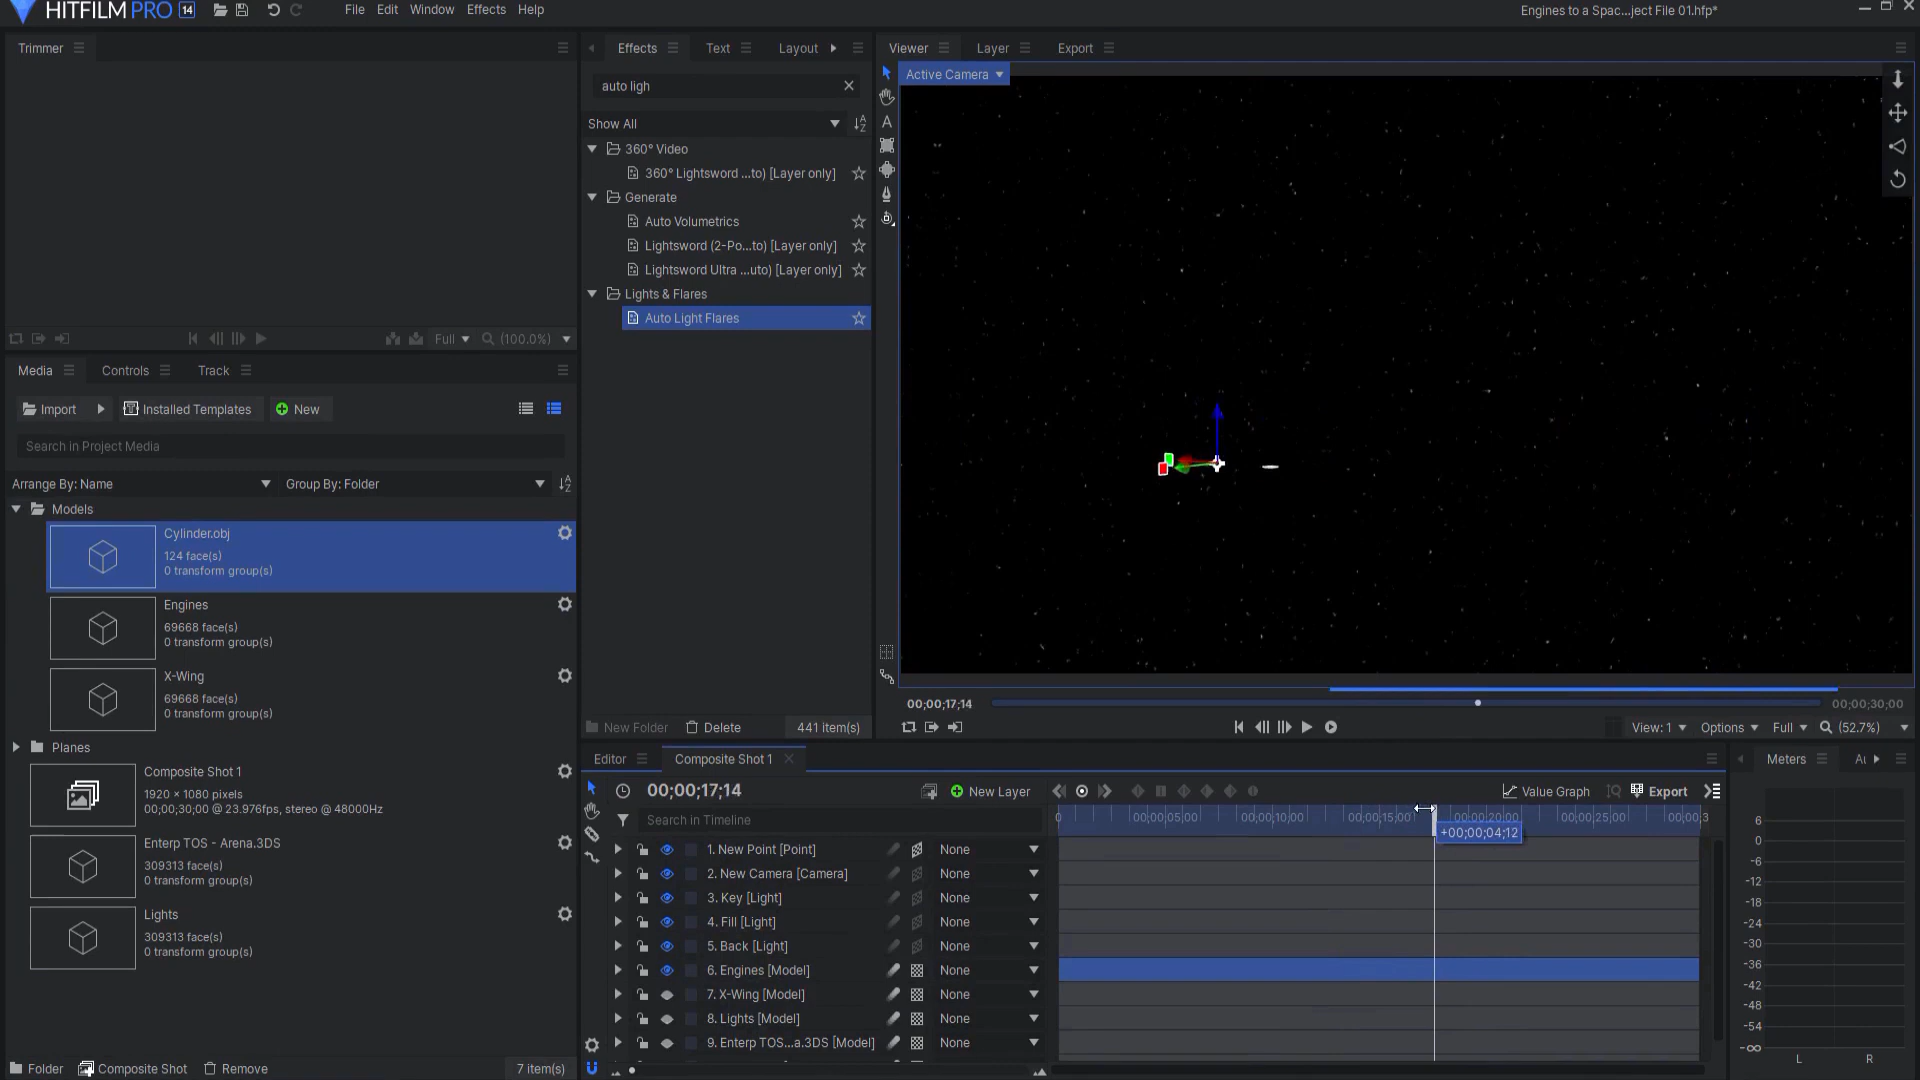 HITFILM PRO 14
File Edit Window Effects Help
Engines to a Spac...ject File 01.hfp*
Trimmer
Full (100.0%)
Media Controls Track
Import Installed Templates New
Search in Project Media
Arrange By: Name Group By: Folder
Models
Cylinder.obj
124 face(s)
0 transform group(s)
Engines
69668 face(s)
0 transform group(s)
X-Wing
69668 face(s)
0 transform group(s)
Planes
Composite Shot 1
1920 × 1080 pixels
00;00;30;00 @ 23.976fps, stereo @ 48000Hz
Enterp TOS - Arena.3DS
309313 face(s)
0 transform group(s)
Lights
309313 face(s)
0 transform group(s)
Folder Composite Shot Remove 7 item(s)
Effects Text Layout
auto ligh
Show All
360° Video
360° Lightsword ...to) [Layer only]
Generate
Auto Volumetrics
Lightsword (2-Po...to) [Layer only]
Lightsword Ultra ...uto) [Layer only]
Lights & Flares
Auto Light Flares
New Folder Delete 441 item(s)
Viewer Layer Export
Active Camera
00;00;17;14 00;00;30;00
View: 1 Options Full (52.7%)
Editor Composite Shot 1
00;00;17;14 New Layer Value Graph Export
Search in Timeline
0 00;00;05;00 00;00;10;00 00;00;15;00 00;00;20;00 00;00;25;00 00;00;3
+00;00;04;12
1. New Point [Point] None
2. New Camera [Camera] None
3. Key [Light] None
4. Fill [Light] None
5. Back [Light] None
6. Engines [Model] None
7. X-Wing [Model] None
8. Lights [Model] None
9. Enterp TOS...a.3DS [Model] None
Meters Au
6
0
-6
-12
-18
-24
-30
-36
-42
-48
-54
-∞
L R